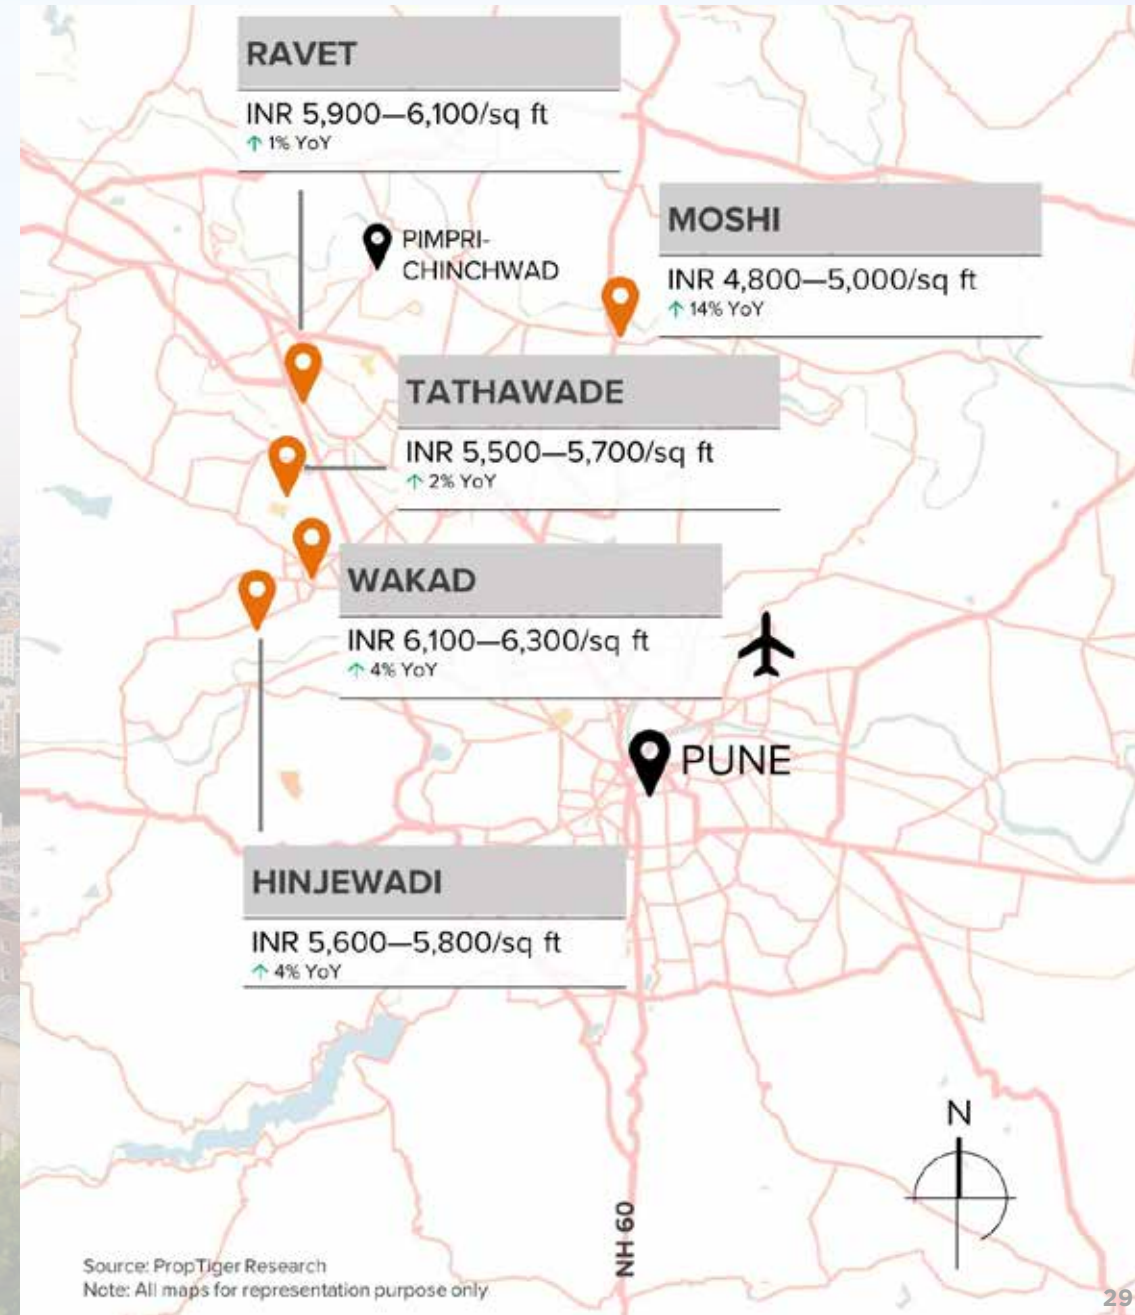 RAVET
INR 5,900—6,100/sq ft
↑ 1% YoY
PIMPRI-
CHINCHWAD
MOSHI
INR 4,800—5,000/sq ft
↑ 14% YoY
TATHAWADE
INR 5,500—5,700/sq ft
↑ 2% YoY
WAKAD
INR 6,100—6,300/sq ft
↑ 4% YoY
PUNE
HINJEWADI
INR 5,600—5,800/sq ft
↑ 4% YoY
N
NH 60
Source: PropTiger Research
Note: All maps for representation purpose only
29